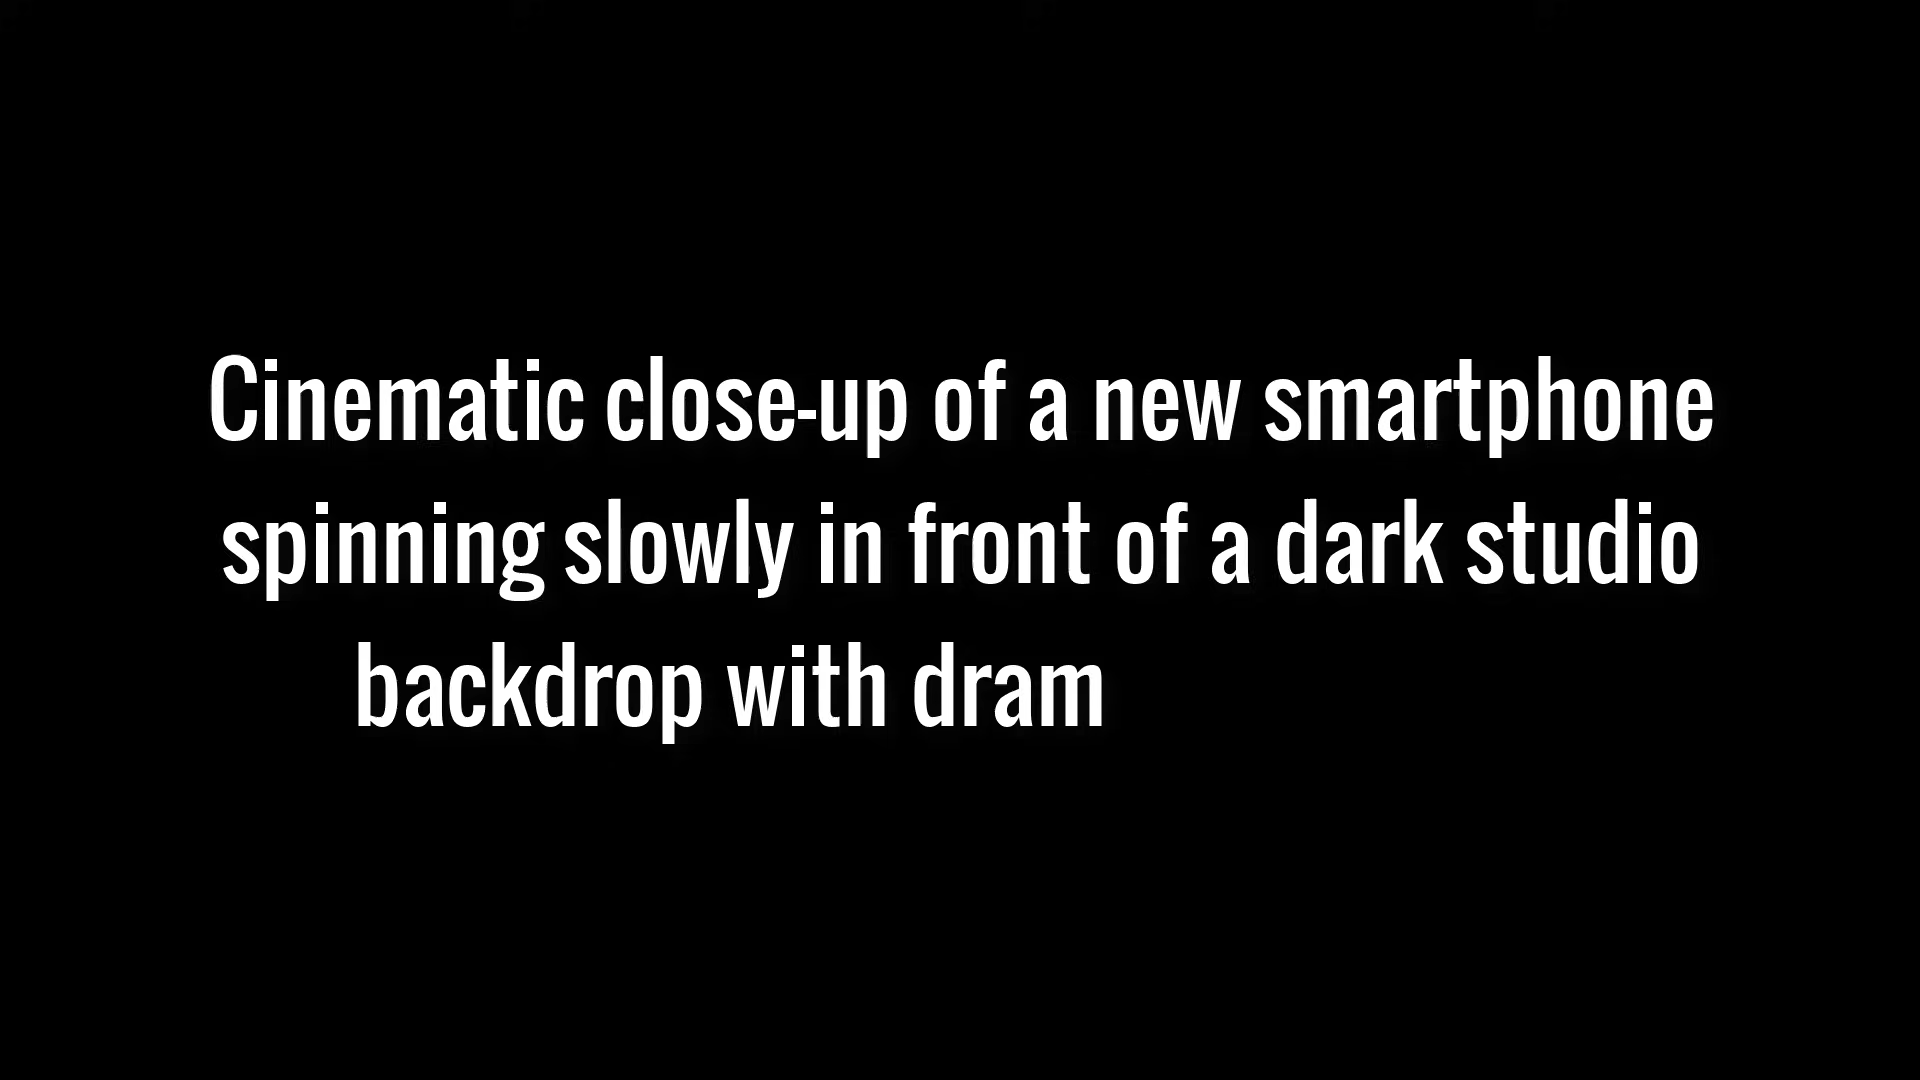 Cinematic close-up of a new smartphone
spinning slowly in front of a dark studio
backdrop with dram